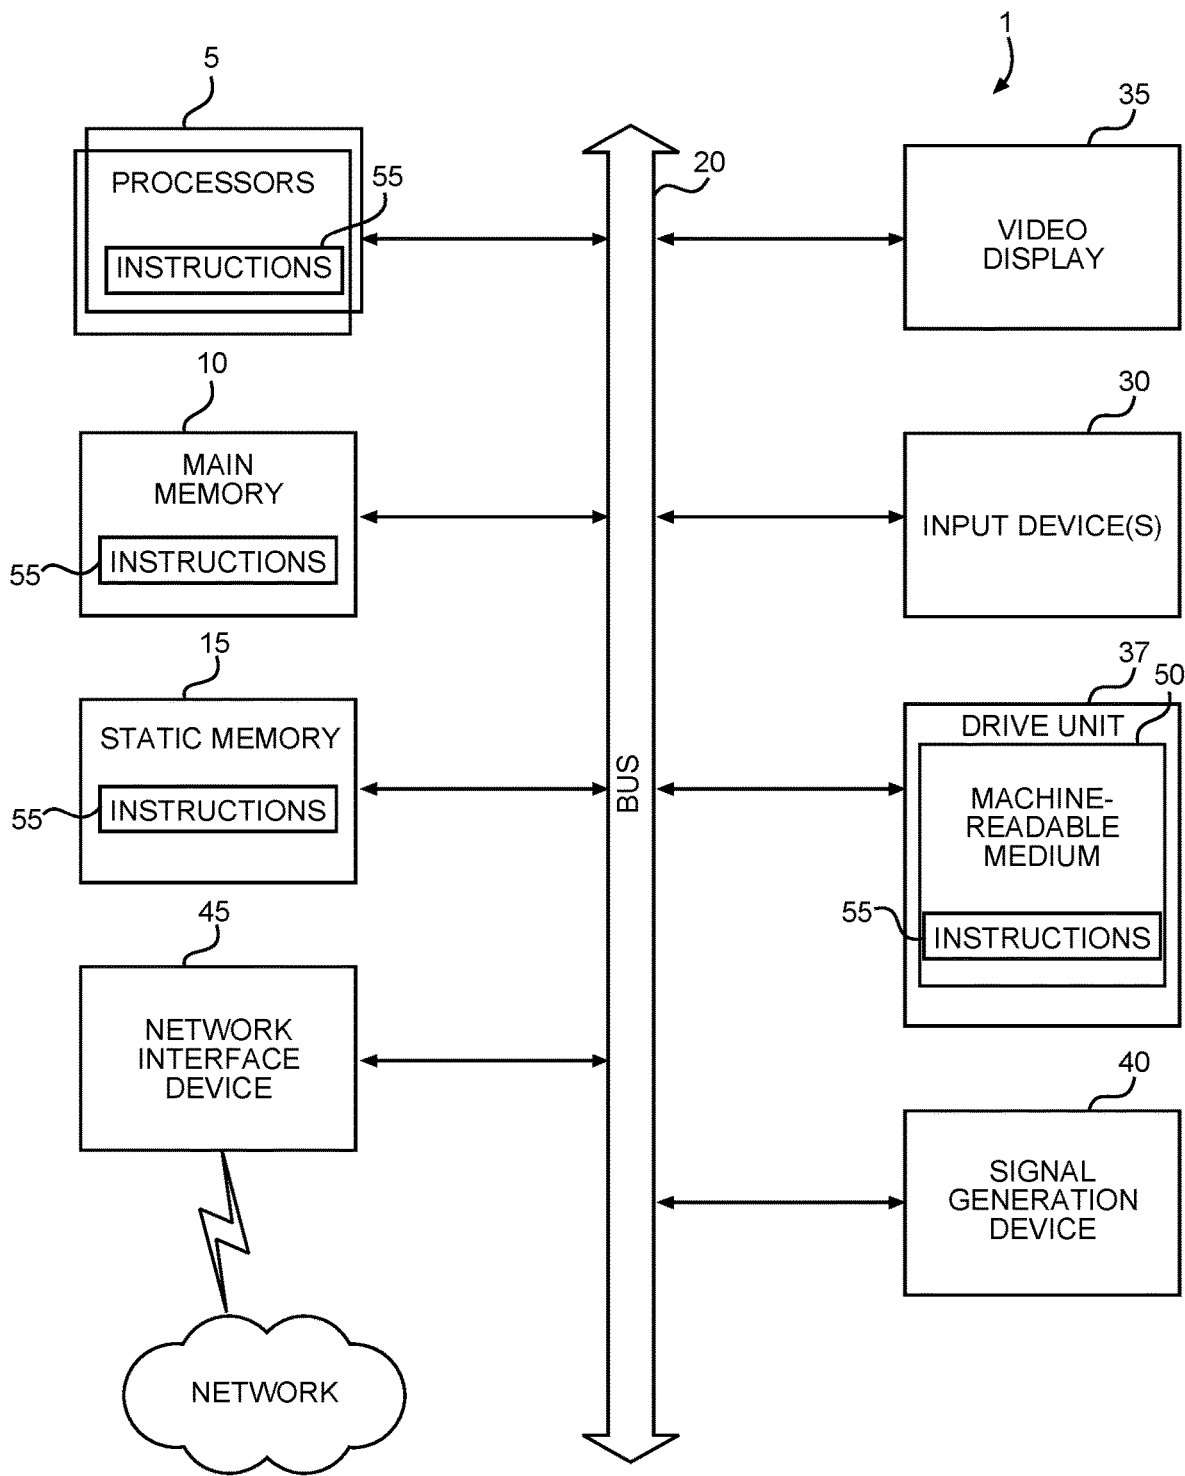 1
5
PROCESSORS
55
INSTRUCTIONS
20
35
VIDEO
DISPLAY
10
MAIN
MEMORY
55
INSTRUCTIONS
30
INPUT DEVICE(S)
15
STATIC MEMORY
55
INSTRUCTIONS
BUS
37
50
DRIVE UNIT
MACHINE-
READABLE
MEDIUM
55
INSTRUCTIONS
45
NETWORK
INTERFACE
DEVICE
40
SIGNAL
GENERATION
DEVICE
NETWORK